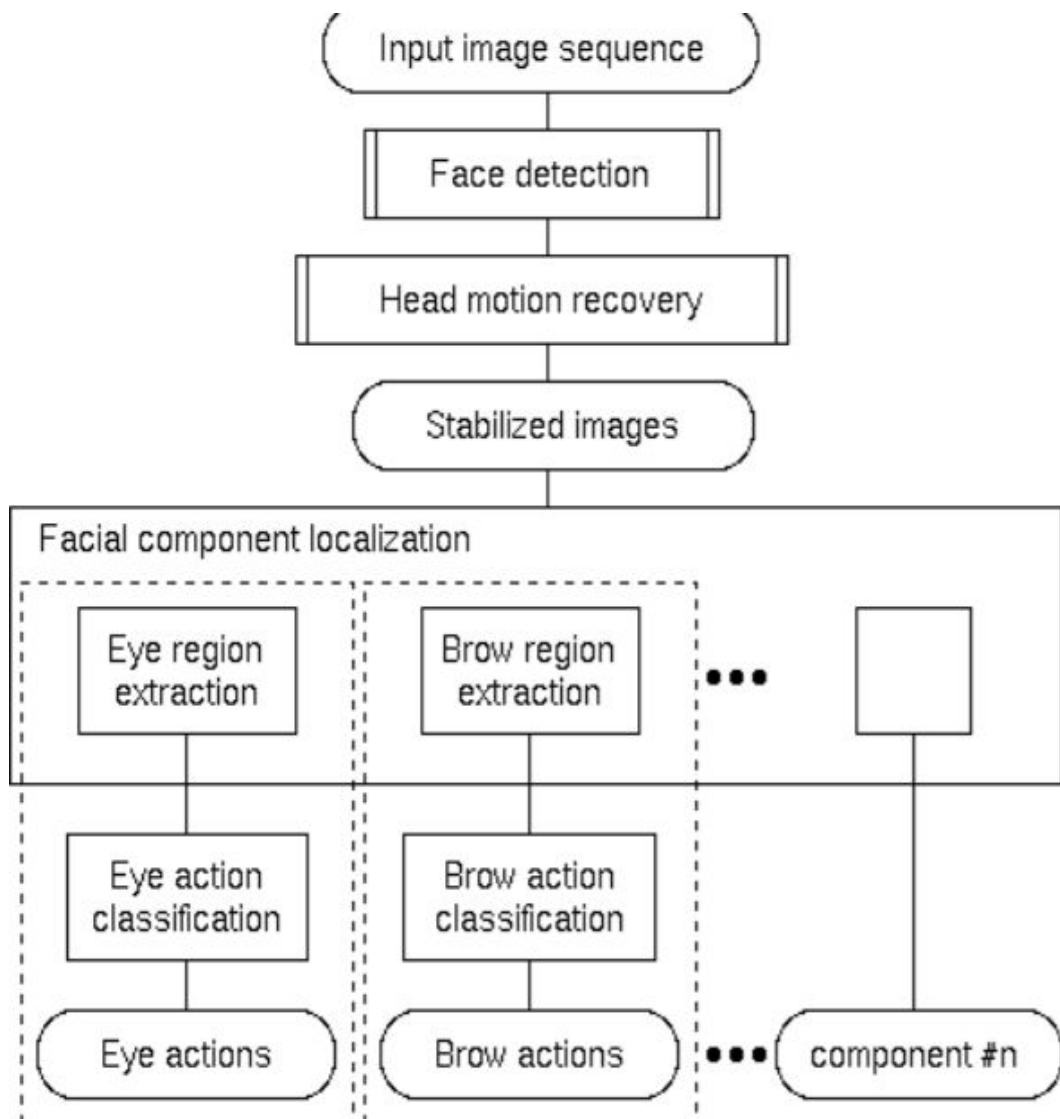 Input image sequence
Face detection
Head motion recovery
Stabilized images
Facial component localization
Eye region
extraction
Brow region
extraction
Eye action
classification
Brow action
classification
Eye actions
Brow actions
component #n